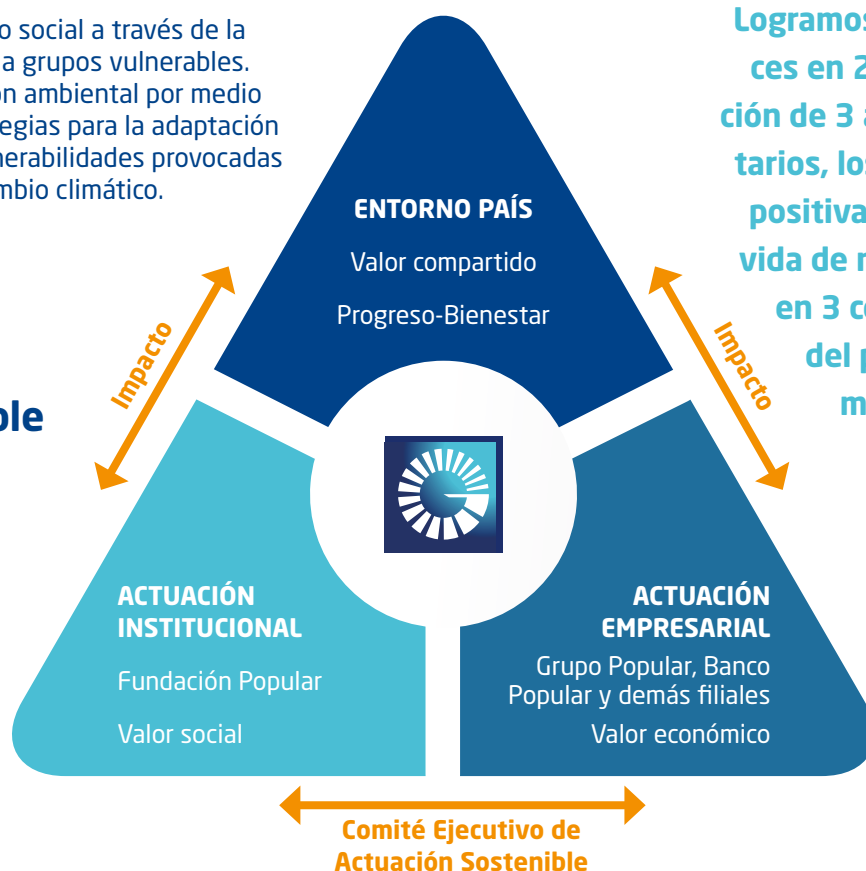 o social a través de la
a grupos vulnerables.
ón ambiental por medio
egias para la adaptación
nerabilidades provocadas
mbio climático.
Logramos
ces en 2
ción de 3 a
tarios, los
positiva
vida de m
en 3 co
del p
m
ENTORNO PAÍS
Valor compartido
Progreso-Bienestar
Impacto
Impacto
ble
ACTUACIÓN
INSTITUCIONAL
Fundación Popular
Valor social
ACTUACIÓN
EMPRESARIAL
Grupo Popular, Banco
Popular y demás filiales
Valor económico
Comité Ejecutivo de
Actuación Sostenible